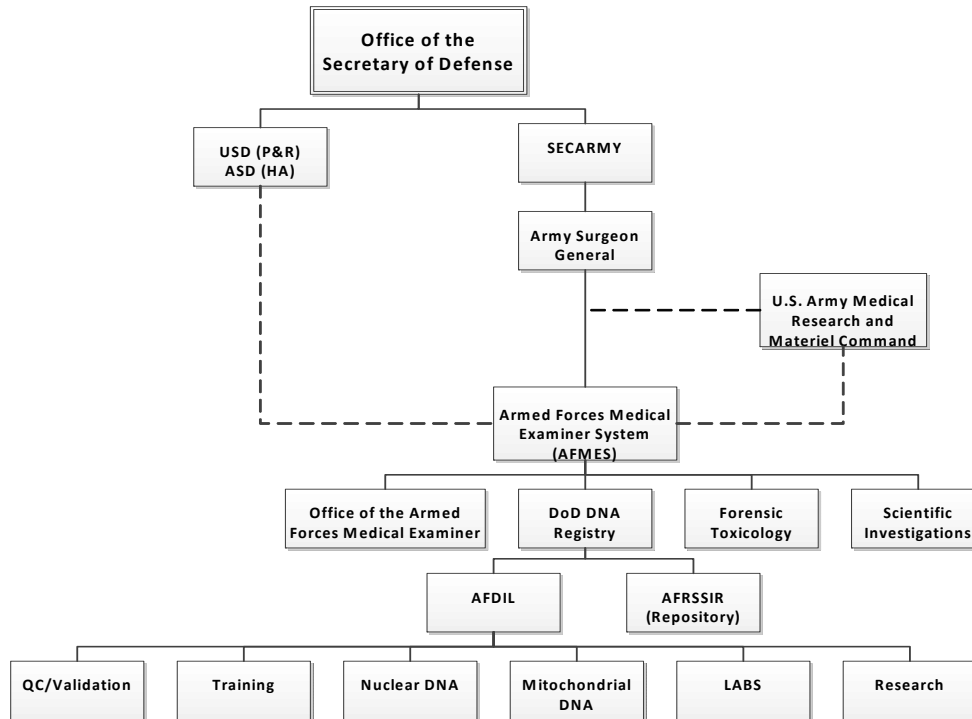 Office of the
Secretary of Defense
USD (P&R)
ASD (HA)
SECARMY
Army Surgeon
General
U.S. Army Medical
Research and
Materiel Command
Armed Forces Medical
Examiner System
(AFMES)
Office of the Armed
Forces Medical Examiner
DoD DNA
Registry
Forensic
Toxicology
Scientific
Investigations
AFDIL
AFRSSIR
(Repository)
QC/Validation
Training
Nuclear DNA
Mitochondrial
DNA
LABS
Research